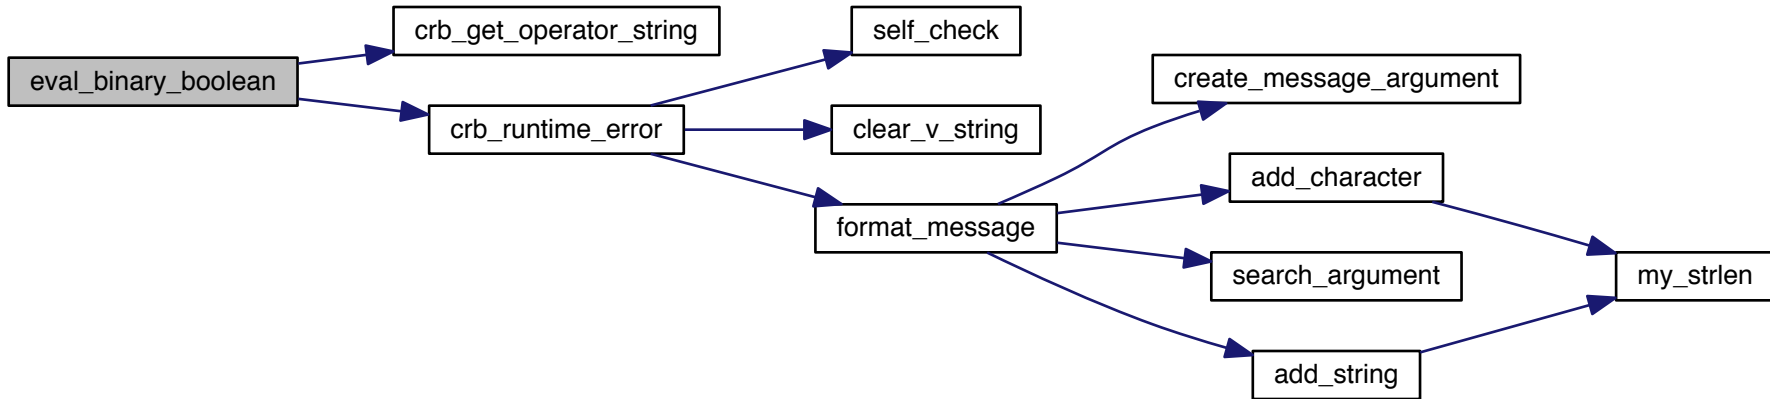 eval_binary_boolean
crb_get_operator_string
crb_runtime_error
self_check
clear_v_string
format_message
create_message_argument
add_character
search_argument
add_string
my_strlen